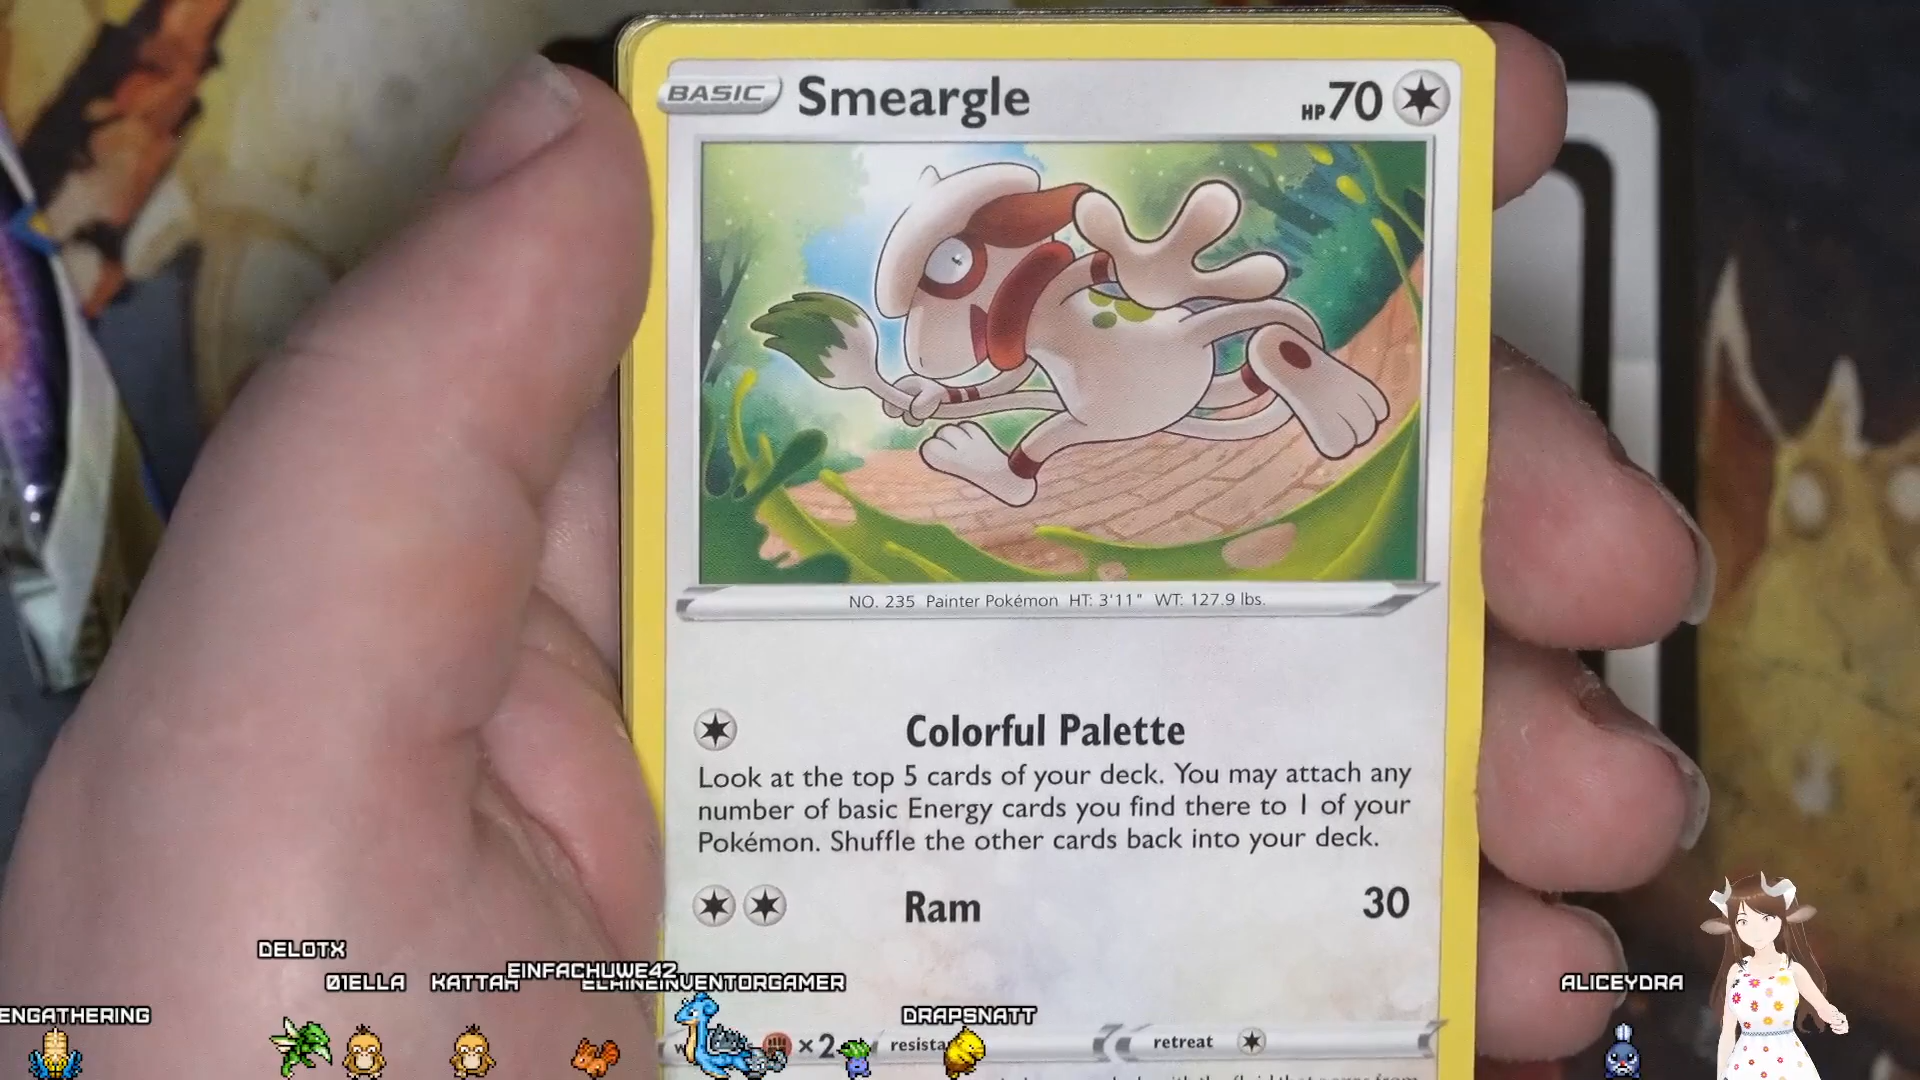 BASIC Smeargle HP 70
NO. 235 Painter Pokémon HT: 3'11" WT: 127.9 lbs.
Colorful Palette
Look at the top 5 cards of your deck. You may attach any
number of basic Energy cards you find there to 1 of your
Pokémon. Shuffle the other cards back into your deck.
Ram 30
×2 resista retreat
DELOTX
01ELLA KATTAH EINFACHUWE42
ENGATHERING
DRAPSNATT
ALICEYDRA